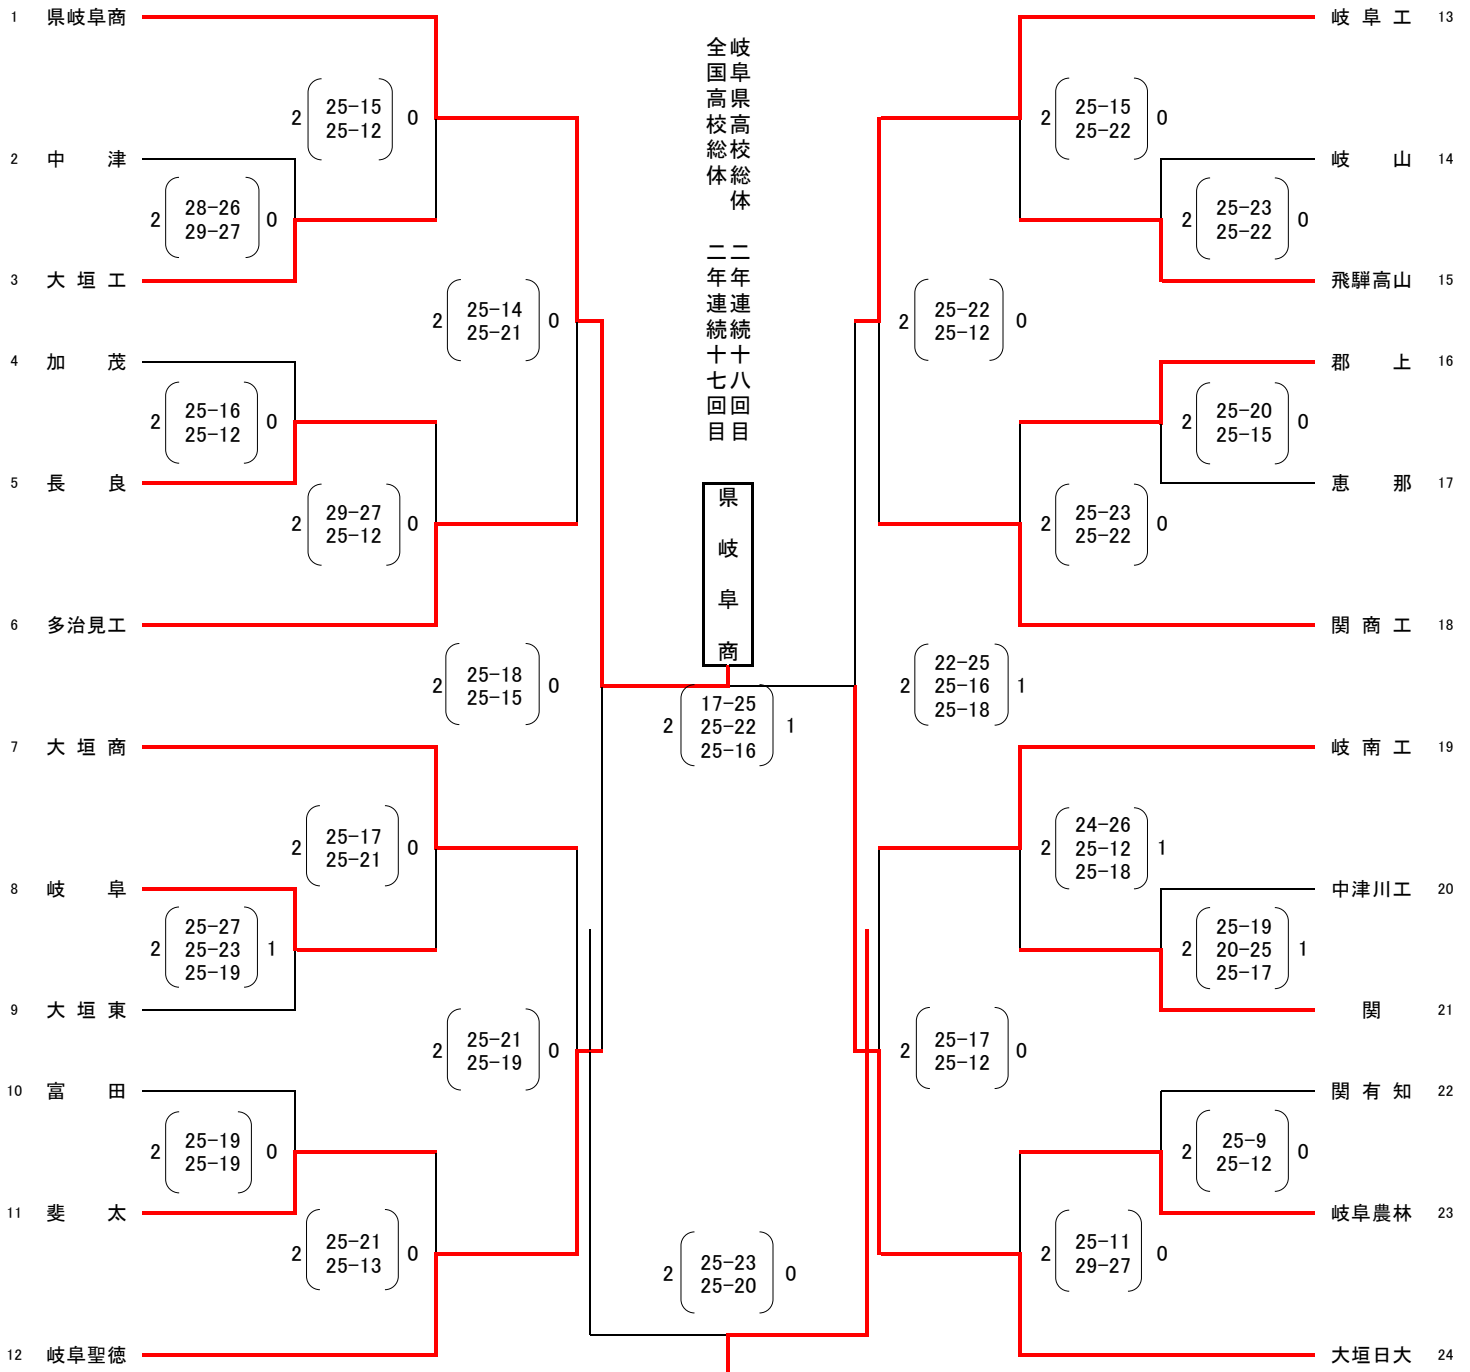 1 県岐阜商
2 中津
3 大垣工
4 加茂
5 長良
6 多治見工
7 大垣商
8 岐阜
9 大垣東
10 富田
11 斐太
12 岐阜聖徳
2 25-15 0
25-12
2 28-26 0
29-27
2 25-14 0
25-21
2 25-16 0
25-12
2 29-27 0
25-12
2 25-18 0
25-15
2 25-17 0
25-21
2 25-27 1
25-23
25-19
2 25-21 0
25-19
2 25-19 0
25-19
2 25-21 0
25-13
岐阜県高校総体 二年連続十八回目
全国高校総体 二年連続十七回目
県岐阜商
2 17-25 1
25-22
25-16
2 25-23 0
25-20
2 25-15 0
25-22
2 25-23 0
25-22
2 25-22 0
25-12
2 25-20 0
25-15
2 25-23 0
25-22
2 22-25 1
25-16
25-18
2 24-26 1
25-12
25-18
2 25-19 1
20-25
25-17
2 25-17 0
25-12
2 25-9 0
25-12
2 25-11 0
29-27
岐阜工 13
岐山 14
飛騨高山 15
郡上 16
恵那 17
関商工 18
岐南工 19
中津川工 20
関 21
関有知 22
岐阜農林 23
大垣日大 24